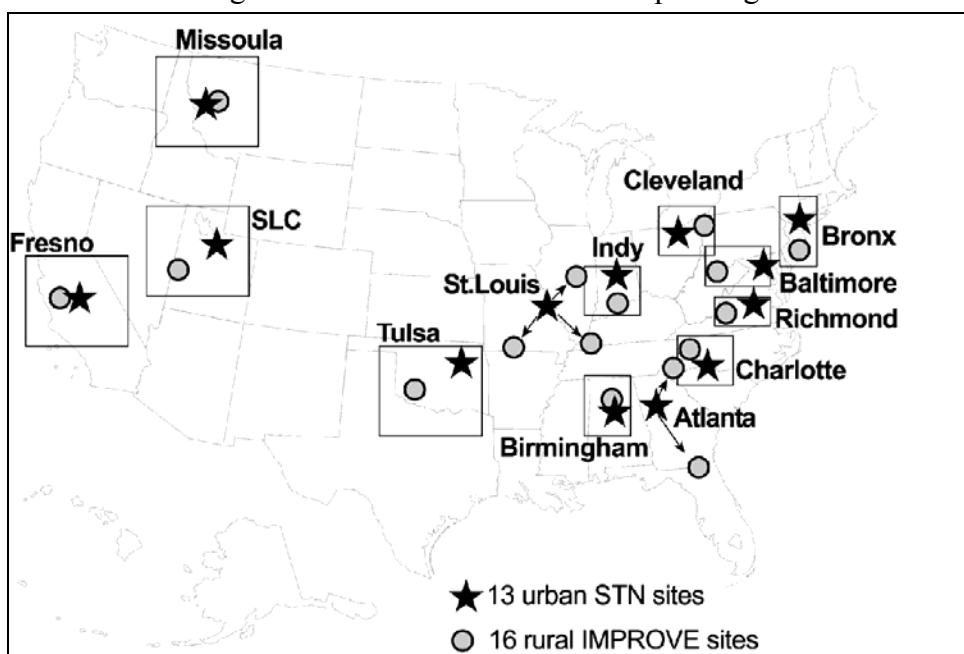 Missoula
Cleveland
SLC
Fresno
Bronx
Indy
St.Louis
Baltimore
Richmond
Tulsa
Charlotte
Atlanta
Birmingham
13 urban STN sites
16 rural IMPROVE sites